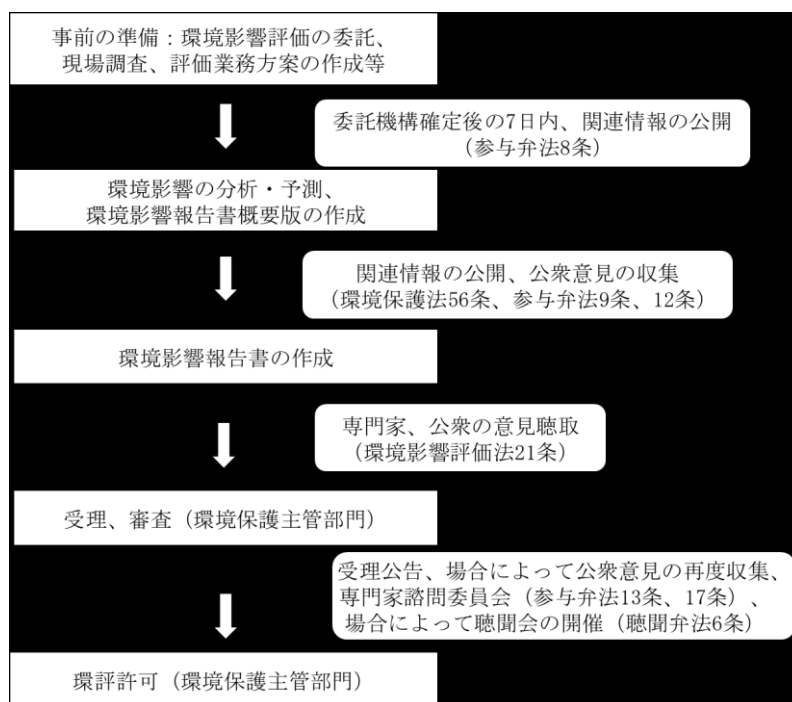 事前の準備：環境影響評価の委託、
現場調査、評価業務方案の作成等
委託機構確定後の7日内、関連情報の公開
（参与弁法8条）
環境影響の分析・予測、
環境影響報告書概要版の作成
関連情報の公開、公衆意見の収集
（環境保護法56条、参与弁法9条、12条）
環境影響報告書の作成
専門家、公衆の意見聴取
（環境影響評価法21条）
受理、審査（環境保護主管部門）
受理公告、場合によって公衆意見の再度収集、
専門家諮問委員会（参与弁法13条、17条）、
場合によって聴聞会の開催（聴聞弁法6条）
環評許可（環境保護主管部門）